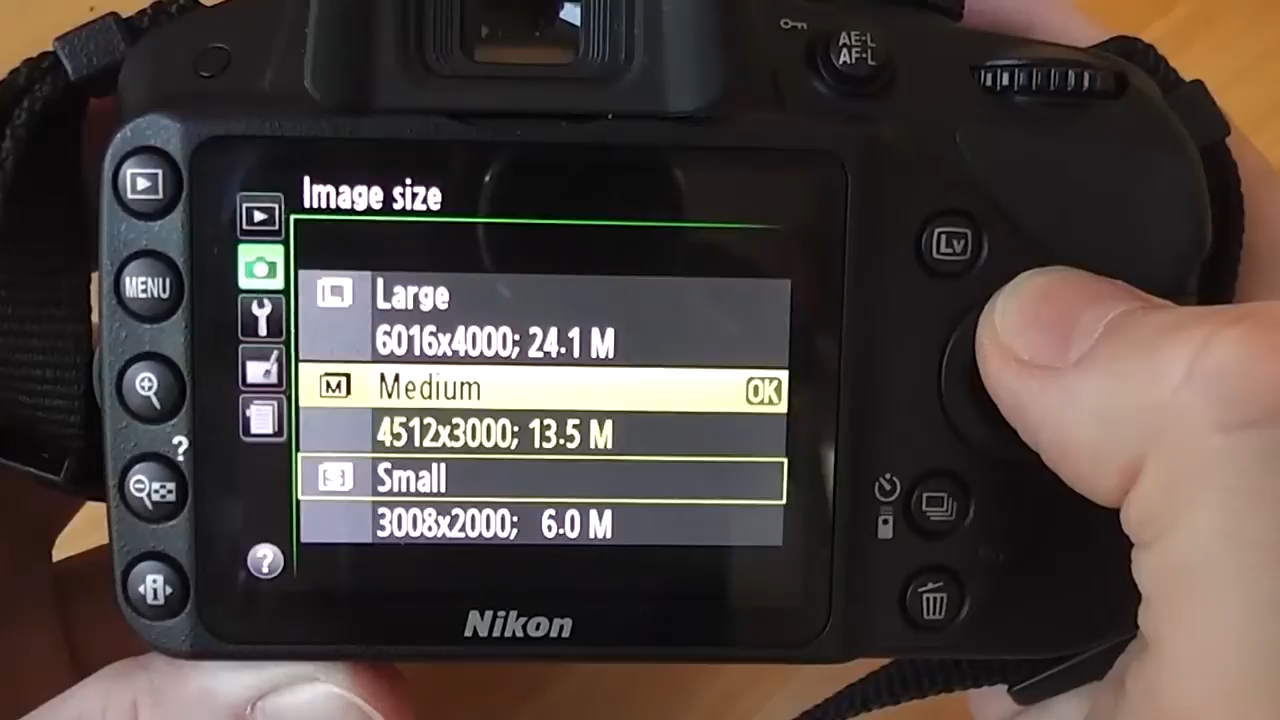 AE-L
AF-L
Image size
MENU
Lv
L Large
6016x4000; 24.1 M
M Medium OK
4512x3000; 13.5 M
S Small
3008x2000; 6.0 M
?
?
i
Nikon